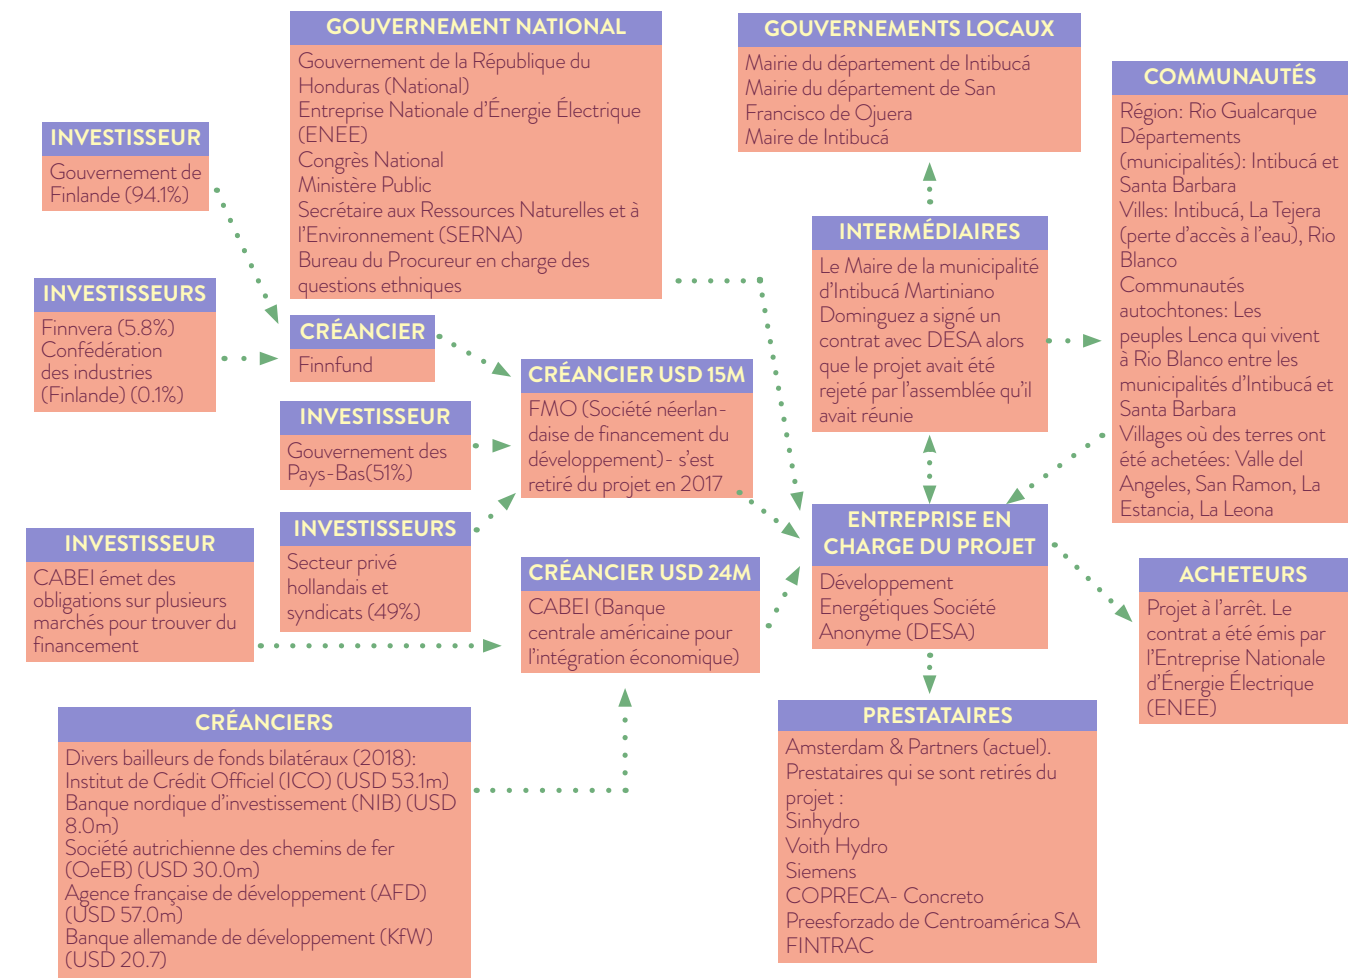 GOUVERNEMENT NATIONAL
Gouvernement de la République du
Honduras (National)
Entreprise Nationale d'Énergie Électrique
(ENEE)
Congrès National
Ministère Public
Secrétaire aux Ressources Naturelles et à
l'Environnement (SERNA)
Bureau du Procureur en charge des
questions ethniques
GOUVERNEMENTS LOCAUX
Mairie du département de Intibucá
Mairie du département de San
Francisco de Ojuera
Maire de Intibucá
COMMUNAUTÉS
Région: Rio Gualcarque
Départements
(municipalités): Intibucá et
Santa Barbara
Villes: Intibucá, La Tejera
(perte d'accès à l'eau), Rio
Blanco
Communautés
autochtones: Les
peuples Lenca qui vivent
à Rio Blanco entre les
municipalités d'Intibucá et
Santa Barbara
Villages où des terres ont
été achetées: Valle del
Angeles, San Ramon, La
Estancia, La Leona
INVESTISSEUR
Gouvernement de
Finlande (94.1%)
INTERMÉDIAIRES
Le Maire de la municipalité
d'Intibucá Martiniano
Dominguez a signé un
contrat avec DESA alors
que le projet avait été
rejeté par l'assemblée qu'il
avait réunie
INVESTISSEURS
Finnvera (5.8%)
Confédération
des industries
(Finlande) (0.1%)
CRÉANCIER
Finnfund
CRÉANCIER USD 15M
FMO (Société néerlan-
daise de financement du
développement)- s'est
retiré du projet en 2017
INVESTISSEUR
Gouvernement des
Pays-Bas(51%)
INVESTISSEURS
Secteur privé
hollandais et
syndicats (49%)
INVESTISSEUR
CABEI émet des
obligations sur plusieurs
marchés pour trouver du
financement
CRÉANCIER USD 24M
CABEI (Banque
centrale américaine pour
l'intégration économique)
ENTREPRISE EN
CHARGE DU PROJET
Développement
Energétiques Société
Anonyme (DESA)
ACHETEURS
Projet à l'arrêt. Le
contrat a été émis par
l'Entreprise Nationale
d'Énergie Électrique
(ENEE)
CRÉANCIERS
Divers bailleurs de fonds bilatéraux (2018):
Institut de Crédit Officiel (ICO) (USD 53.1m)
Banque nordique d'investissement (NIB) (USD
8.0m)
Société autrichienne des chemins de fer
(OeEB) (USD 30.0m)
Agence française de développement (AFD)
(USD 57.0m)
Banque allemande de développement (KfW)
(USD 20.7)
PRESTATAIRES
Amsterdam & Partners (actuel).
Prestataires qui se sont retirés du
projet :
Sinhydro
Voith Hydro
Siemens
COPRECA- Concreto
Preesforzado de Centroamérica SA
FINTRAC